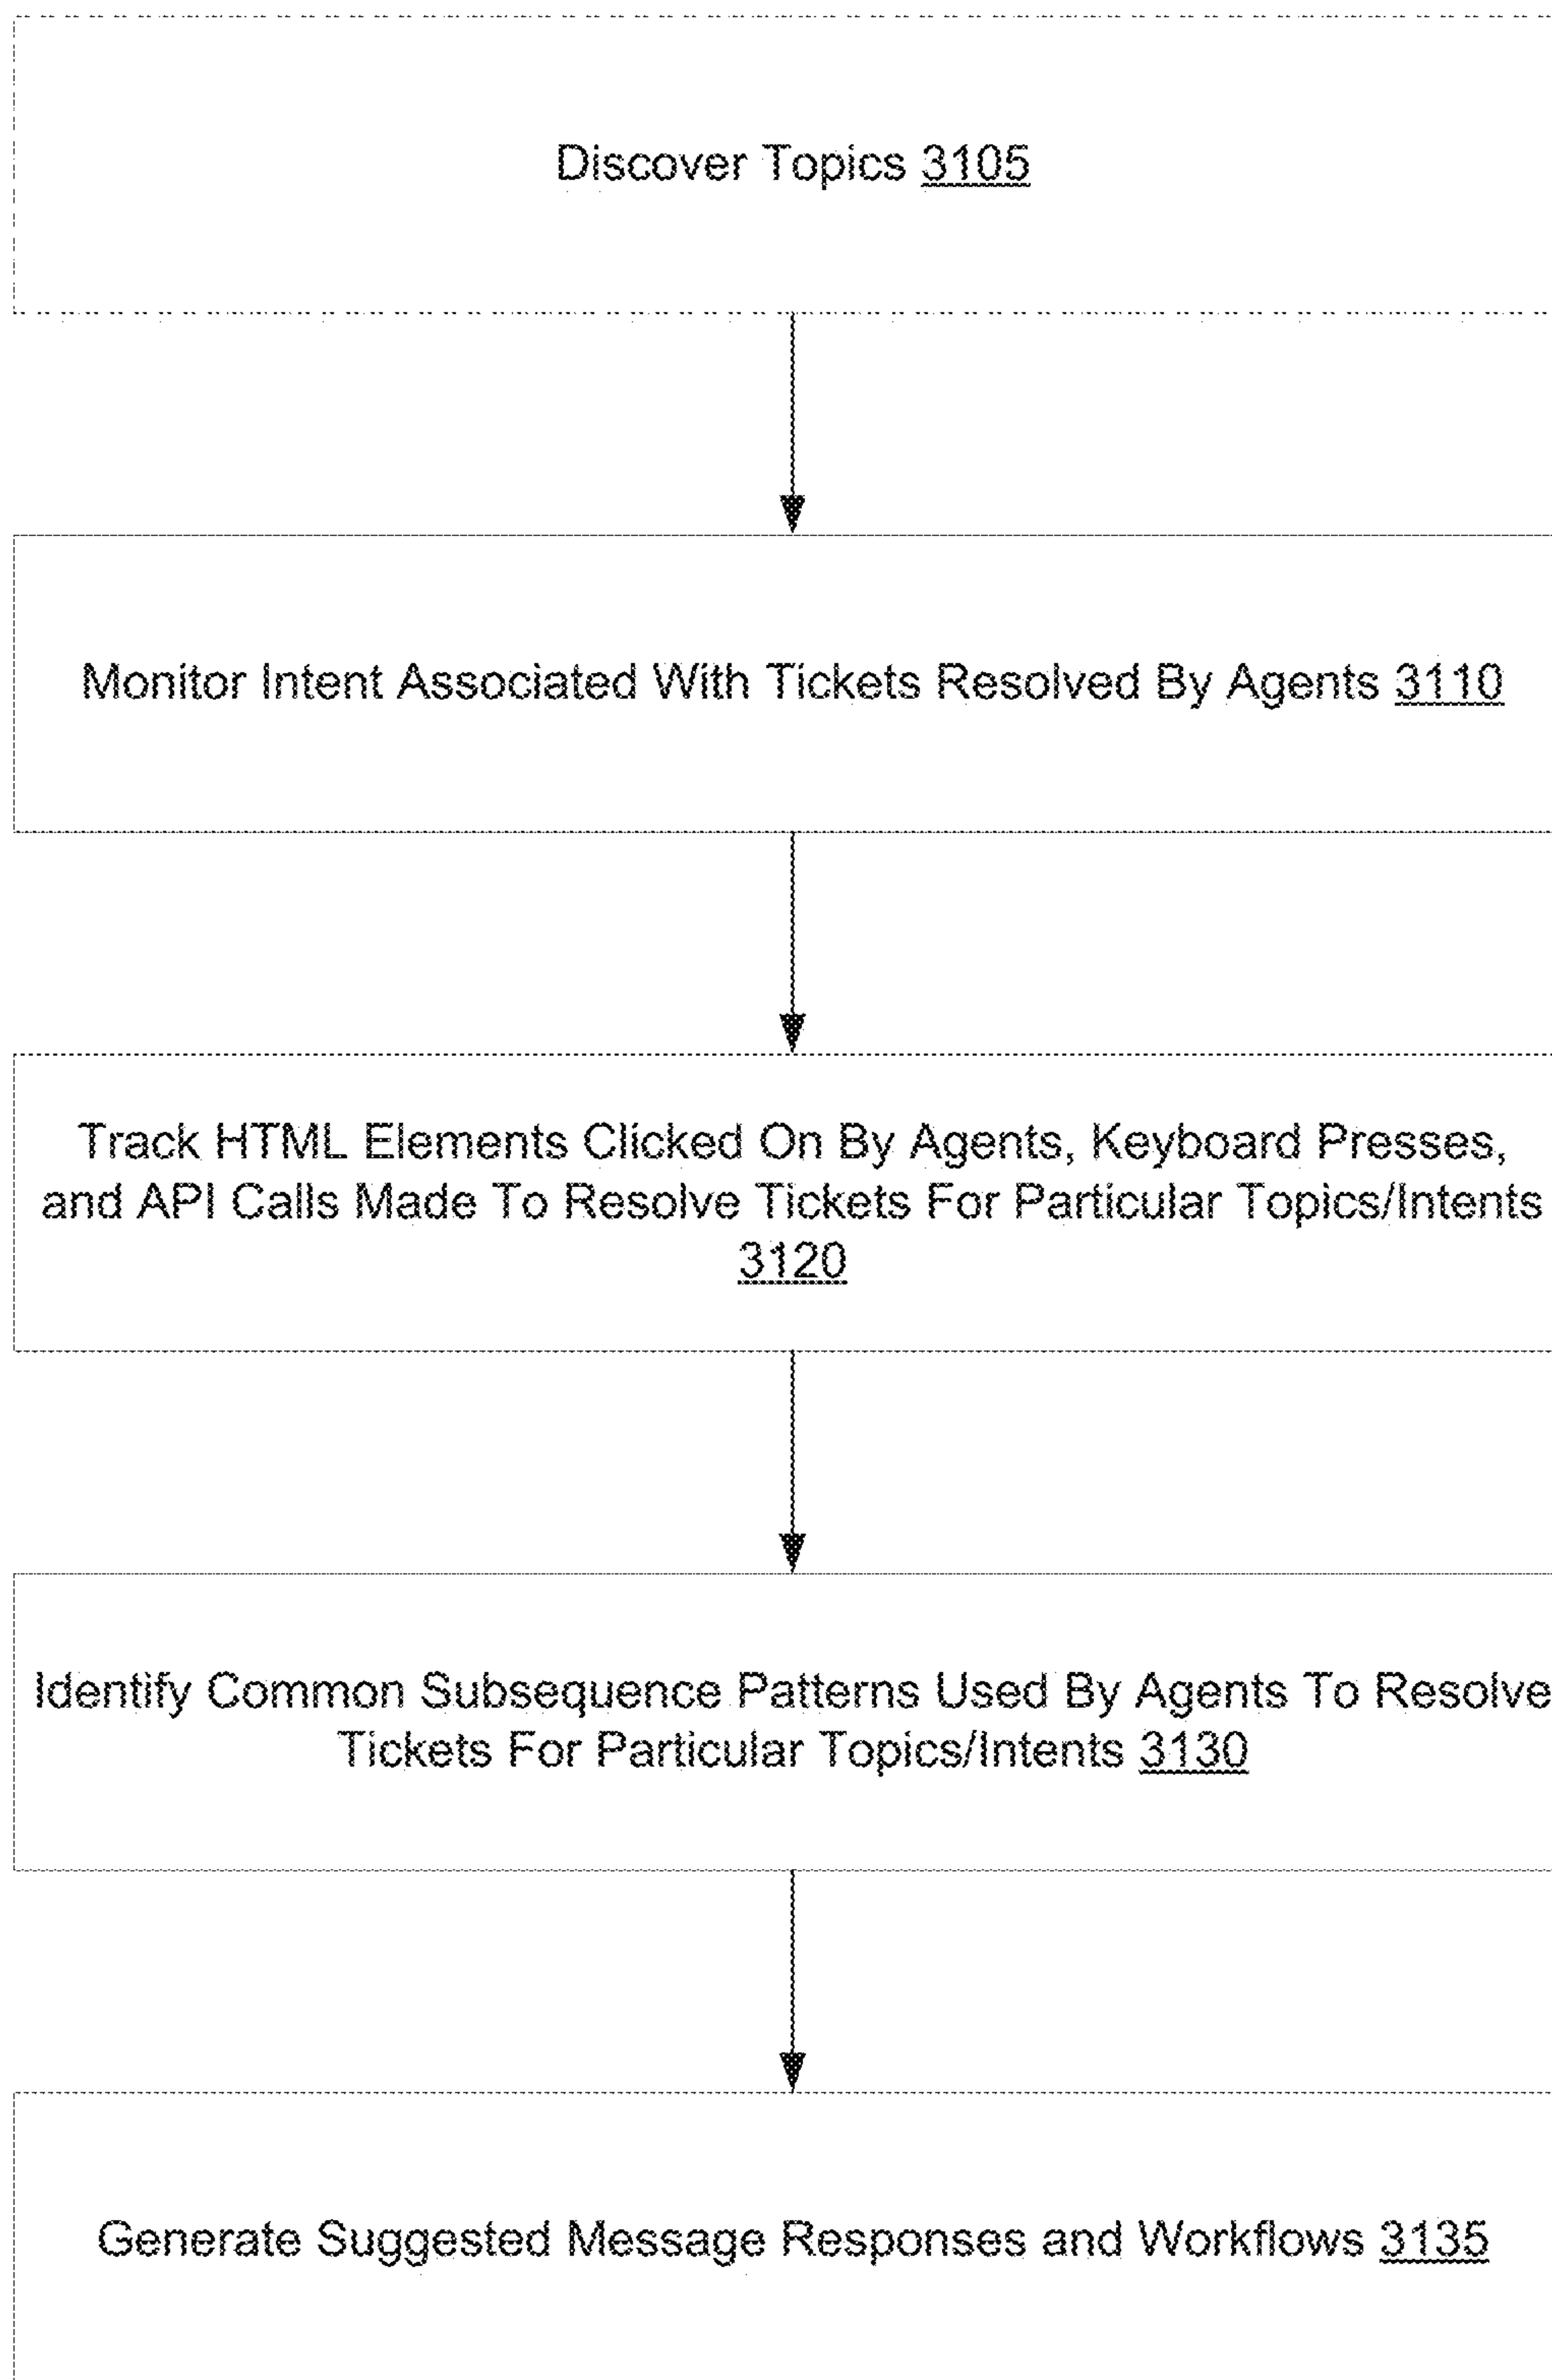 Discover Topics 3105
Monitor Intent Associated With Tickets Resolved By Agents 3110
Track HTML Elements Clicked On By Agents, Keyboard Presses,
and API Calls Made To Resolve Tickets For Particular Topics/Intents
3120
Identify Common Subsequence Patterns Used By Agents To Resolve
Tickets For Particular Topics/Intents 3130
Generate Suggested Message Responses and Workflows 3135